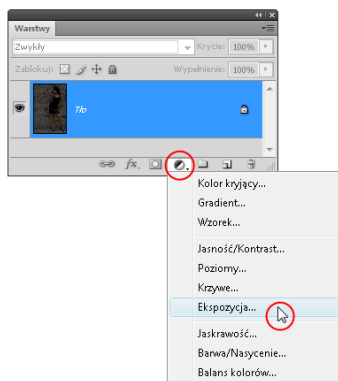 Warstwy
Zwykły Krycie: 100%
Zablokuj: Wypełnienie: 100%
Tło
fx.
Kolor kryjący...
Gradient...
Wzorek...
Jasność/Kontrast...
Poziomy...
Krzywe...
Ekspozycja...
Jaskrawość...
Barwa/Nasycenie...
Balans kolorów...